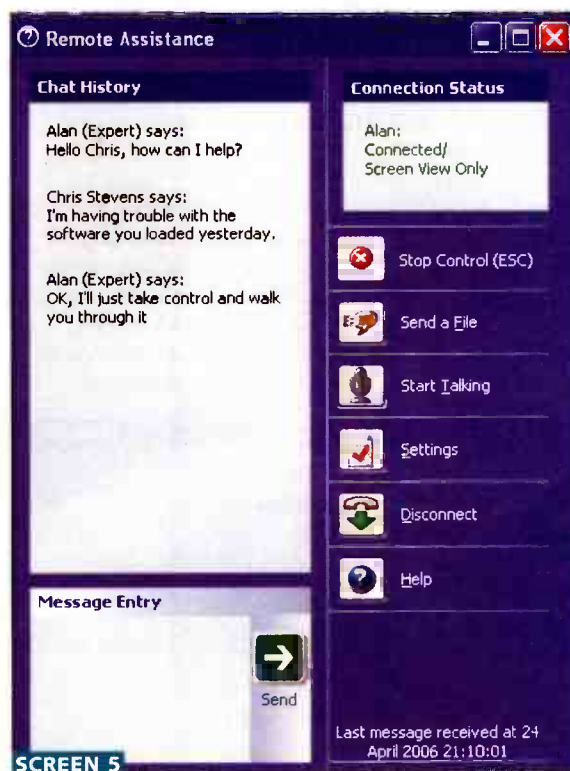 Remote Assistance
Chat History
Alan (Expert) says:
Hello Chris, how can I help?
Chris Stevens says:
I'm having trouble with the
software you loaded yesterday.
Alan (Expert) says:
OK, I'll just take control and walk
you through it
Message Entry
Send
Connection Status
Alan:
Connected/
Screen View Only
Stop Control (ESC)
Send a File
Start Talking
Settings
Disconnect
Help
Last message received at 24
April 2006 21:10:01
SCREEN 5